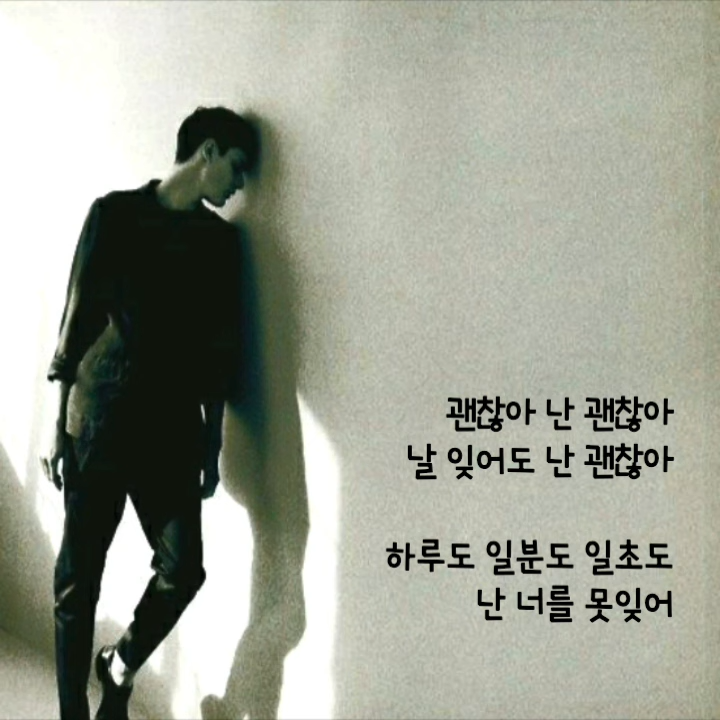 괜찮아 난 괜찮아
날 잊어도 난 괜찮아
하루도 일분도 일초도
난 너를 못잊어